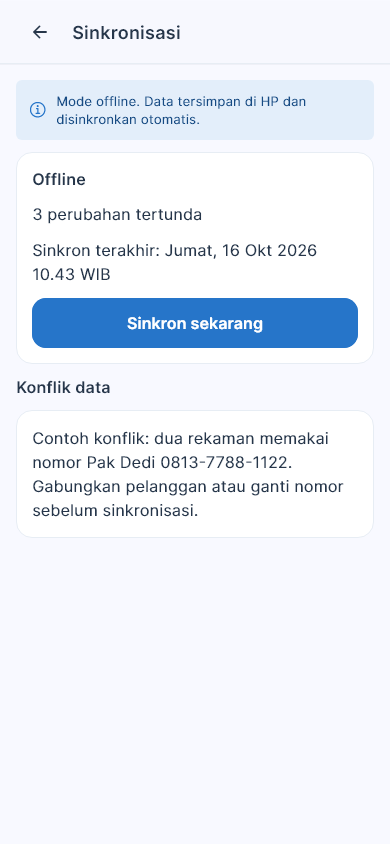 Sinkronisasi
Mode offline. Data tersimpan di HP dan
disinkronkan otomatis.
Offline
3 perubahan tertunda
Sinkron terakhir: Jumat, 16 Okt 2026
10.43 WIB
Sinkron sekarang
Konflik data
Contoh konflik: dua rekaman memakai
nomor Pak Dedi 0813-7788-1122.
Gabungkan pelanggan atau ganti nomor
sebelum sinkronisasi.